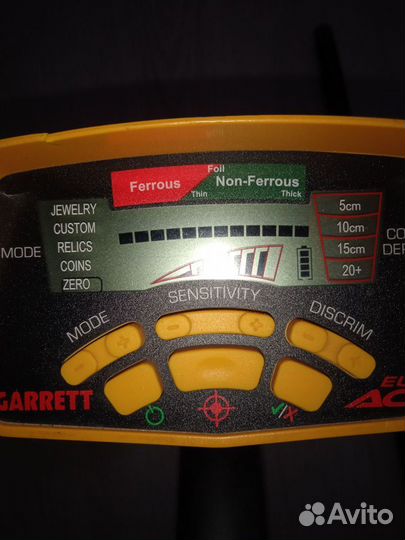 Foil
Ferrous
Non-Ferrous
Thin
Thick
JEWELRY
CUSTOM
RELICS
COINS
ZERO
MODE
5cm
10cm
15cm
20+
SENSITIVITY
MODE
DISCRIM
- +
- +
-
GARRETT
✓/X
Avito